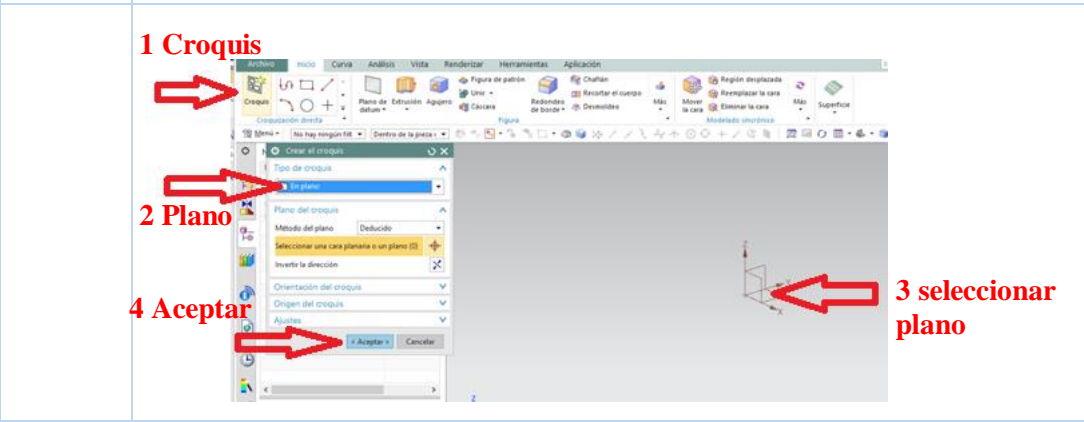 1 Croquis
Archivo Inicio Curva Análisis Vista Renderizar Herramientas Aplicación
Croquis
Plano de datum
Extrusión
Agujero
Figura de patrón
Unir
Cáscara
Redondeo de borde
Chaflán
Recortar el cuerpo
Desmoldeo
Más
Mover la cara
Región desplazada
Reemplazar la cara
Eliminar la cara
Más
Superficie
Croquización directa
Figura
Modelado sincrónico
Menú
No hay ningún filt
Dentro de la pieza
Crear el croquis
Tipo de croquis
En plano
2 Plano
Plano del croquis
Método del plano Deducido
Seleccionar una cara planaria o un plano (0)
Invertir la dirección
Orientación del croquis
Origen del croquis
4 Aceptar
Ajustes
< Aceptar > Cancelar
Z
Y
X
3 seleccionar
plano
Z